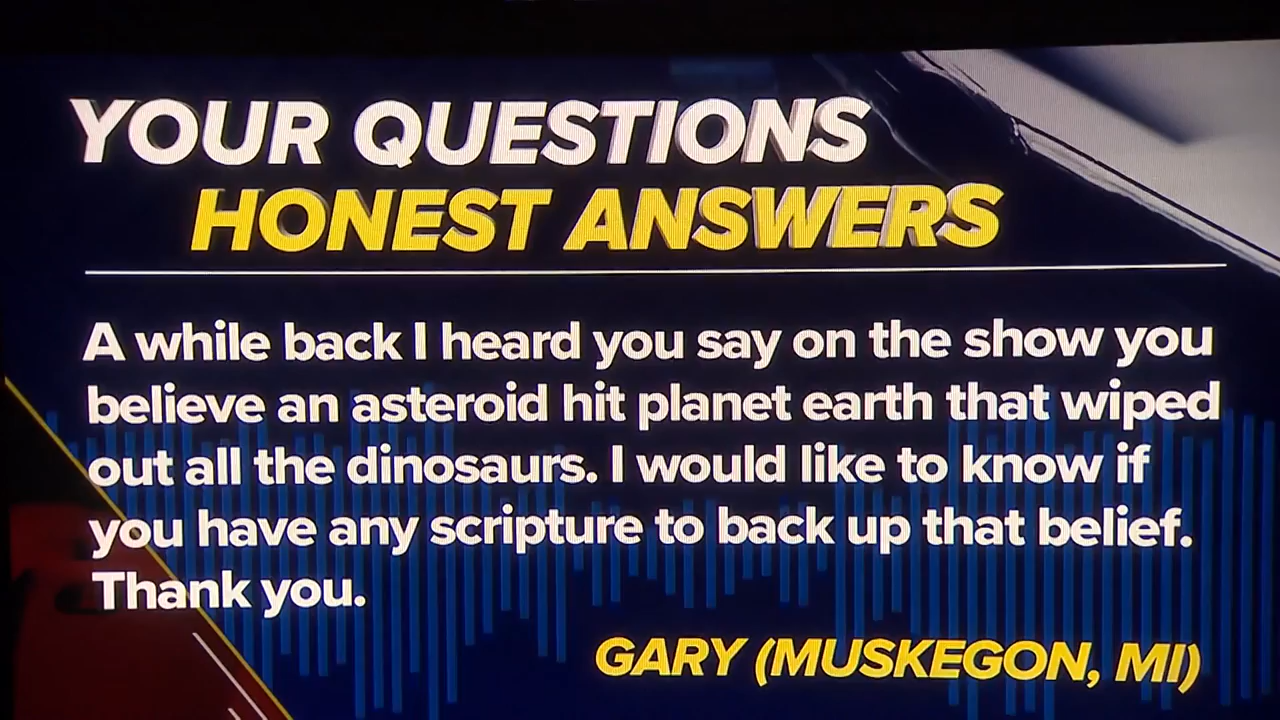 YOUR QUESTIONS
HONEST ANSWERS
A while back I heard you say on the show you
believe an asteroid hit planet earth that wiped
out all the dinosaurs. I would like to know if
you have any scripture to back up that belief.
Thank you.
GARY (MUSKEGON, MI)